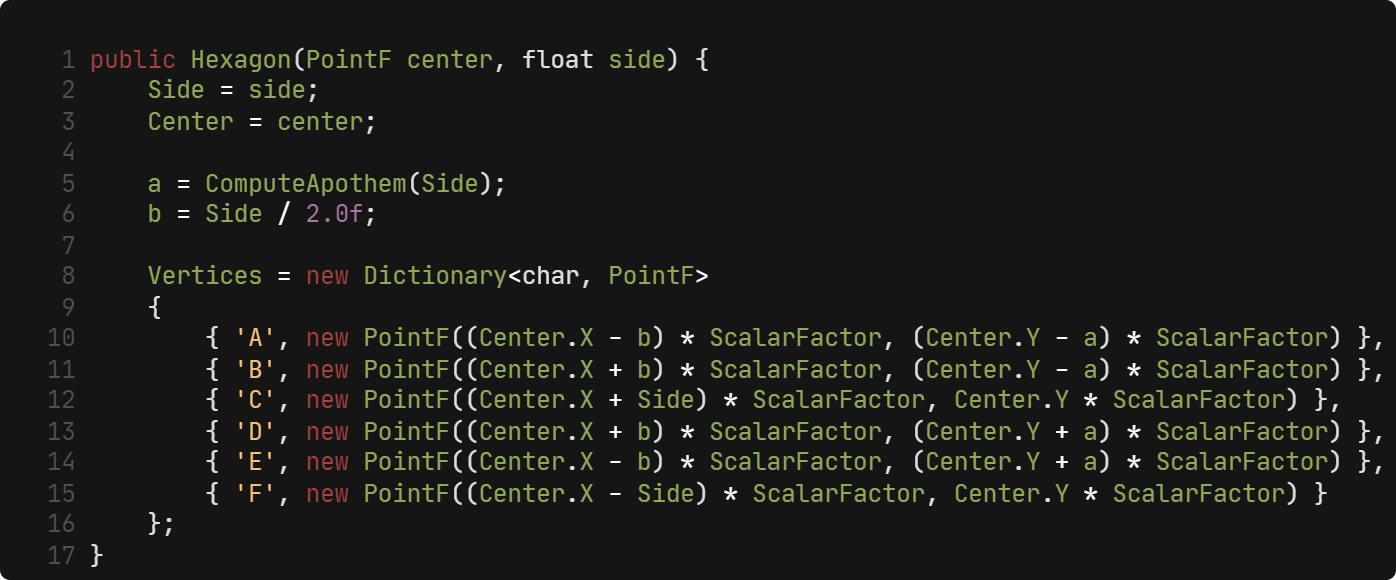 1 public Hexagon(PointF center, float side) {
2     Side = side;
3     Center = center;
4
5     a = ComputeApothem(Side);
6     b = Side / 2.0f;
7
8     Vertices = new Dictionary<char, PointF>
9     {
10         { 'A', new PointF((Center.X - b) * ScalarFactor, (Center.Y - a) * ScalarFactor) },
11         { 'B', new PointF((Center.X + b) * ScalarFactor, (Center.Y - a) * ScalarFactor) },
12         { 'C', new PointF((Center.X + Side) * ScalarFactor, Center.Y * ScalarFactor) },
13         { 'D', new PointF((Center.X + b) * ScalarFactor, (Center.Y + a) * ScalarFactor) },
14         { 'E', new PointF((Center.X - b) * ScalarFactor, (Center.Y + a) * ScalarFactor) },
15         { 'F', new PointF((Center.X - Side) * ScalarFactor, Center.Y * ScalarFactor) }
16     };
17 }